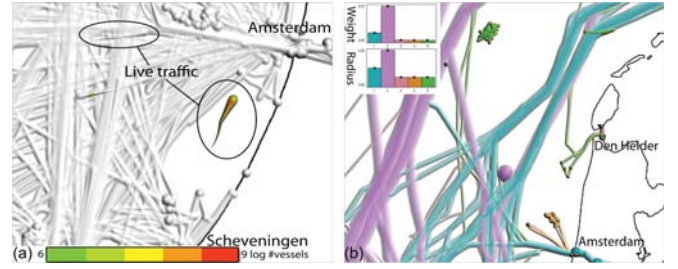 Amsterdam
Live traffic
Scheveningen
(a) 6 9 log #vessels
Weight
Radius
Den Helder
Amsterdam
(b)